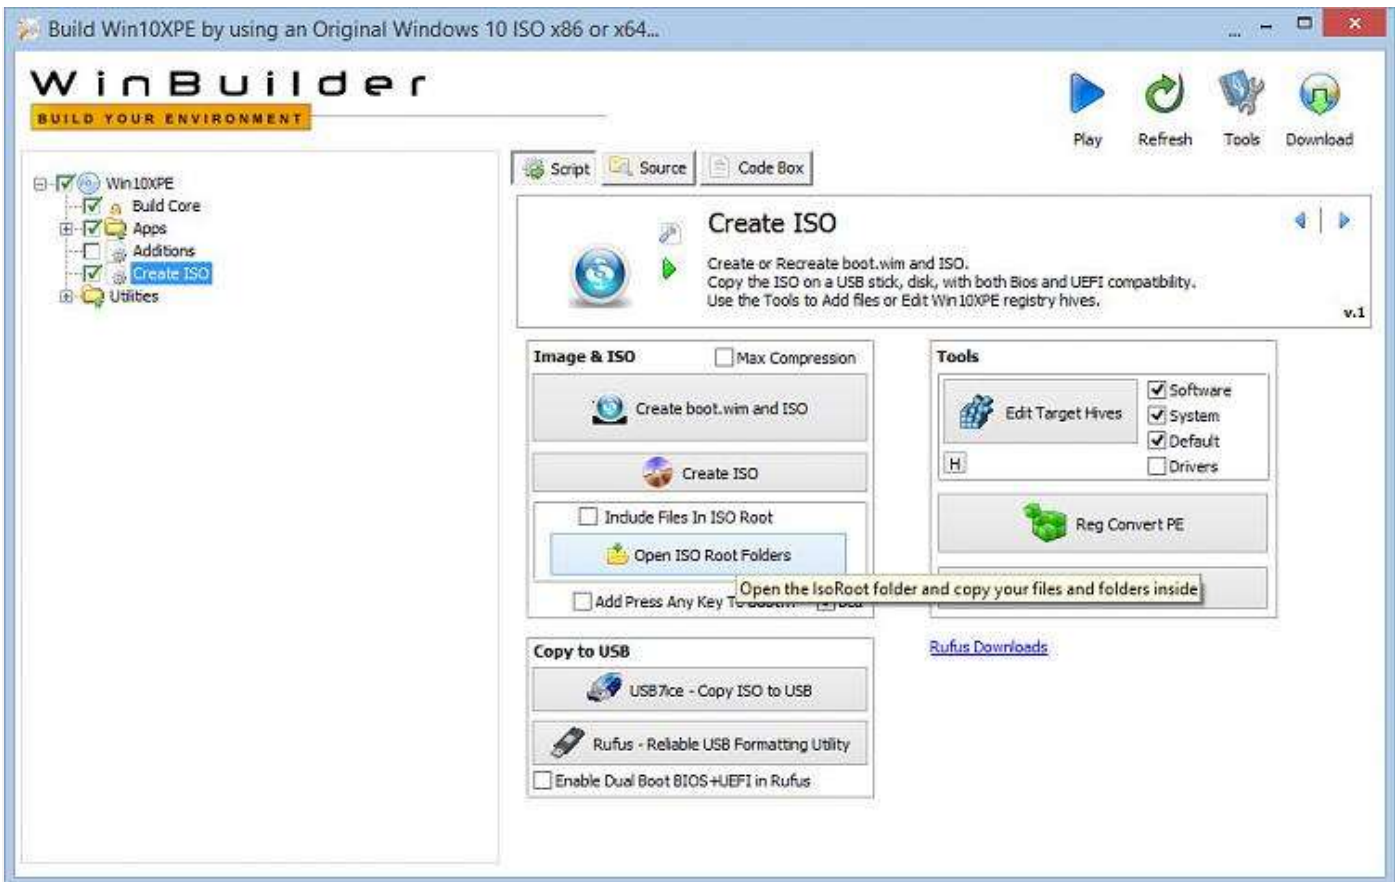 Build Win10XPE by using an Original Windows 10 ISO x86 or x64...
WinBuilder
BUILD YOUR ENVIRONMENT
Play
Refresh
Tools
Download
Win10XPE
Build Core
Apps
Additions
Create ISO
Utilities
Script
Source
Code Box
Create ISO
Create or Recreate boot.wim and ISO.
Copy the ISO on a USB stick, disk, with both Bios and UEFI compatibility.
Use the Tools to Add files or Edit Win10XPE registry hives.
v.1
Image & ISO
Max Compression
Create boot.wim and ISO
Create ISO
Include Files In ISO Root
Open ISO Root Folders
Open the IsoRoot folder and copy your files and folders inside
Add Press Any Key To
Tools
Edit Target Hives
Software
System
Default
Drivers
H
Reg Convert PE
Copy to USB
USB7ice - Copy ISO to USB
Rufus - Reliable USB Formatting Utility
Enable Dual Boot BIOS+UEFI in Rufus
Rufus Downloads